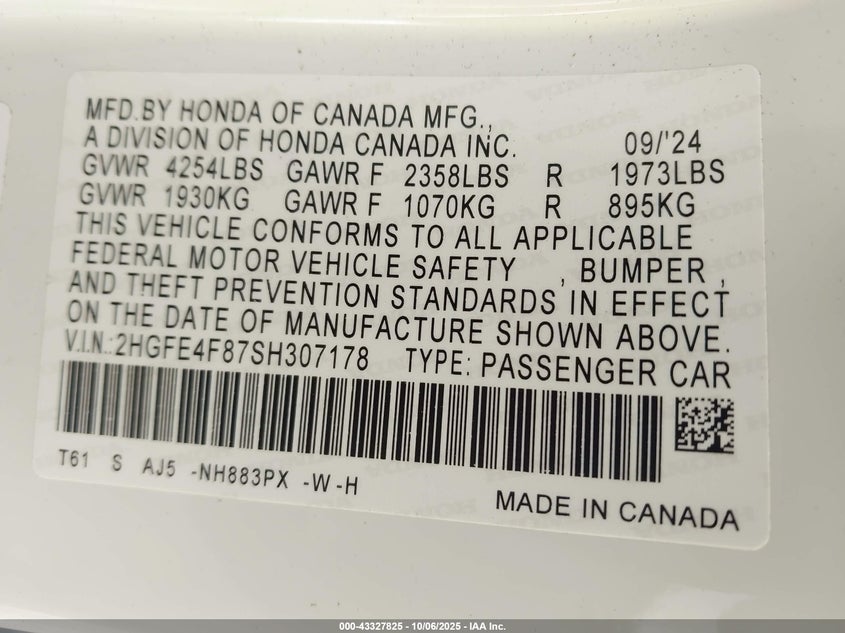 MFD.BY HONDA OF CANADA MFG.,
A DIVISION OF HONDA CANADA INC. 09/'24
GVWR 4254LBS GAWR F 2358LBS R 1973LBS
GVWR 1930KG GAWR F 1070KG R 895KG
THIS VEHICLE CONFORMS TO ALL APPLICABLE
FEDERAL MOTOR VEHICLE SAFETY , BUMPER ,
AND THEFT PREVENTION STANDARDS IN EFFECT
ON THE DATE OF MANUFACTURE SHOWN ABOVE.
V.I.N.:2HGFE4F87SH307178 TYPE: PASSENGER CAR
T61 S AJ5 -NH883PX -W -H
MADE IN CANADA
000-43327825 - 10/06/2025 - IAA Inc.